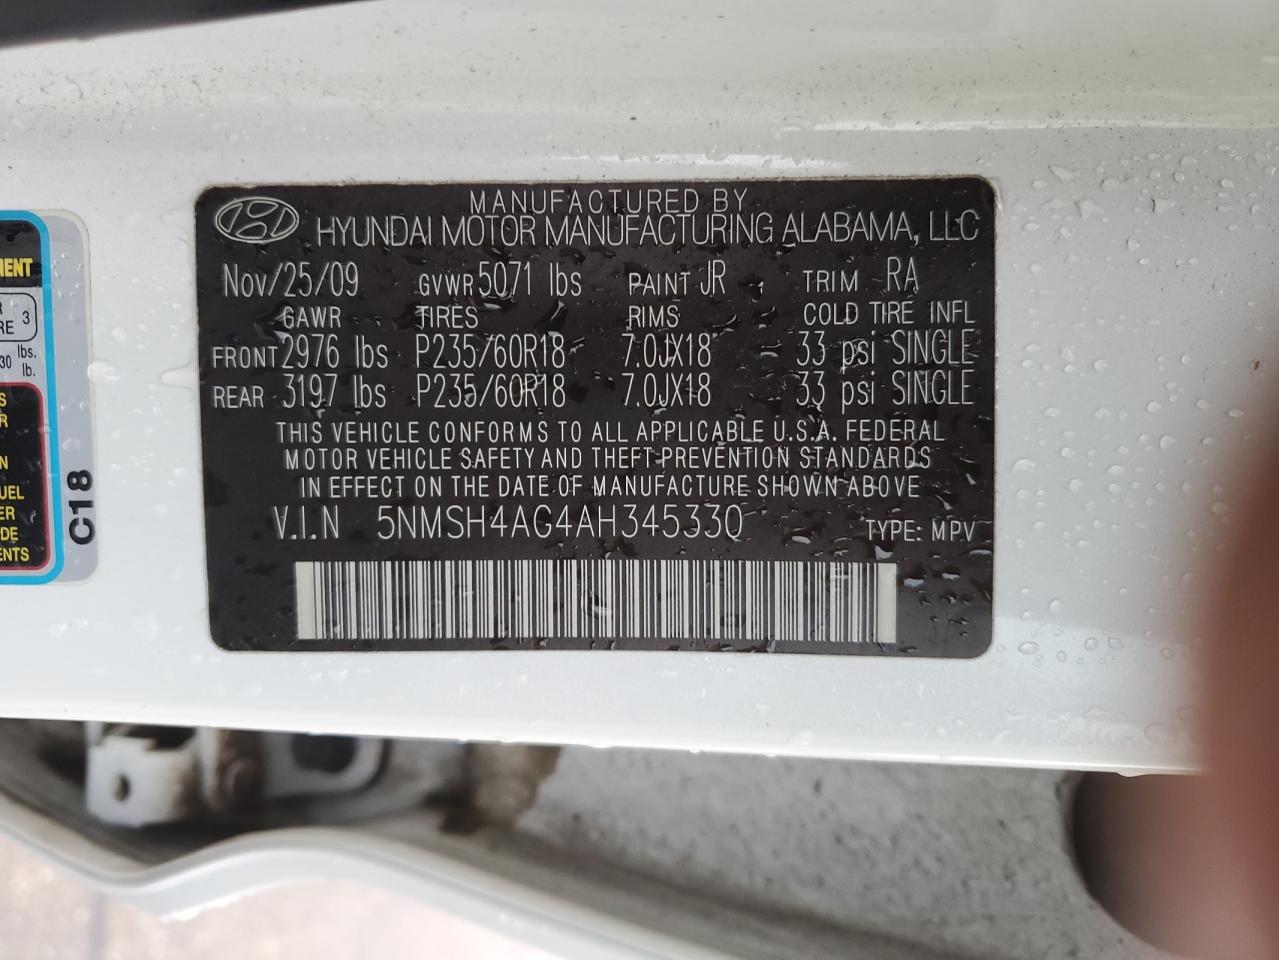 MANUFACTURED BY
HYUNDAI MOTOR MANUFACTURING ALABAMA, LLC
Nov/25/09 GVWR 5071 lbs PAINT JR TRIM RA
GAWR TIRES RIMS COLD TIRE INFL
FRONT 2976 lbs P235/60R18 7.0JX18 33 psi SINGLE
REAR 3197 lbs P235/60R18 7.0JX18 33 psi SINGLE
THIS VEHICLE CONFORMS TO ALL APPLICABLE U.S.A. FEDERAL
MOTOR VEHICLE SAFETY AND THEFT PREVENTION STANDARDS
IN EFFECT ON THE DATE OF MANUFACTURE SHOWN ABOVE
V.I.N 5NMSH4AG4AH345330 TYPE: MPV
3
lbs.
lb.
C18